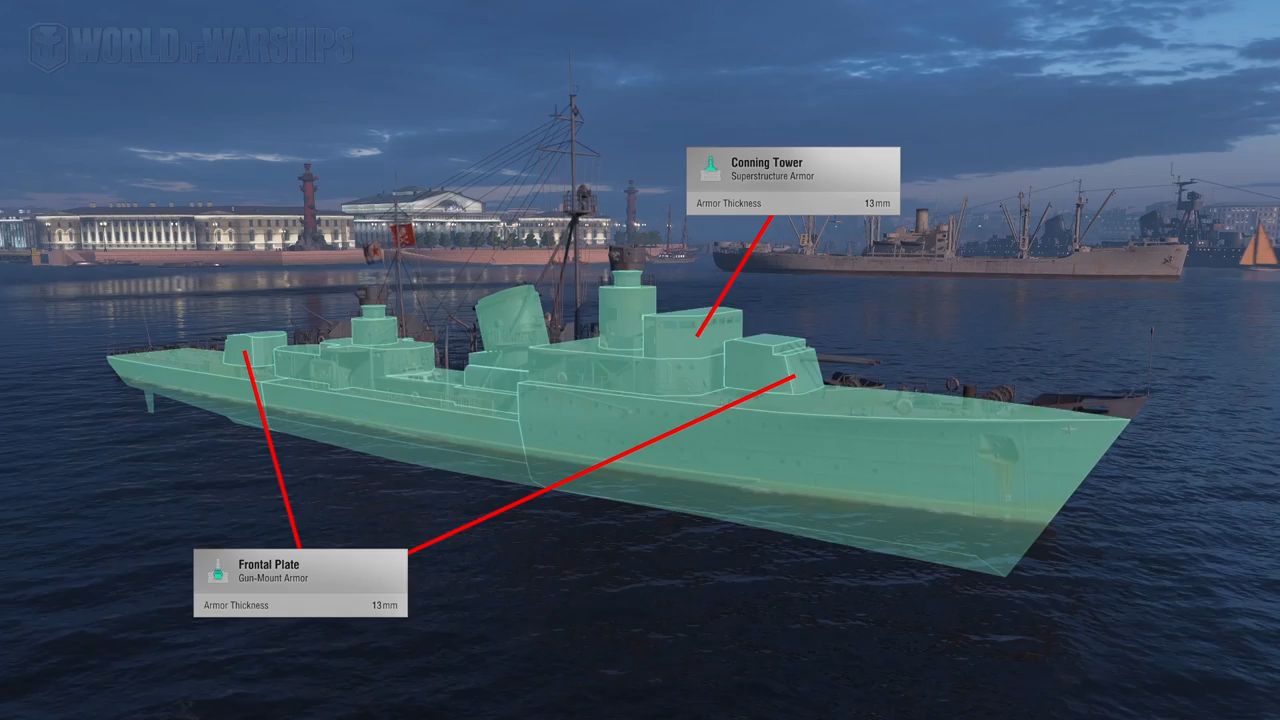 WORLD OF WARSHIPS
Conning Tower
Superstructure Armor
Armor Thickness 13mm
Frontal Plate
Gun-Mount Armor
Armor Thickness 13mm